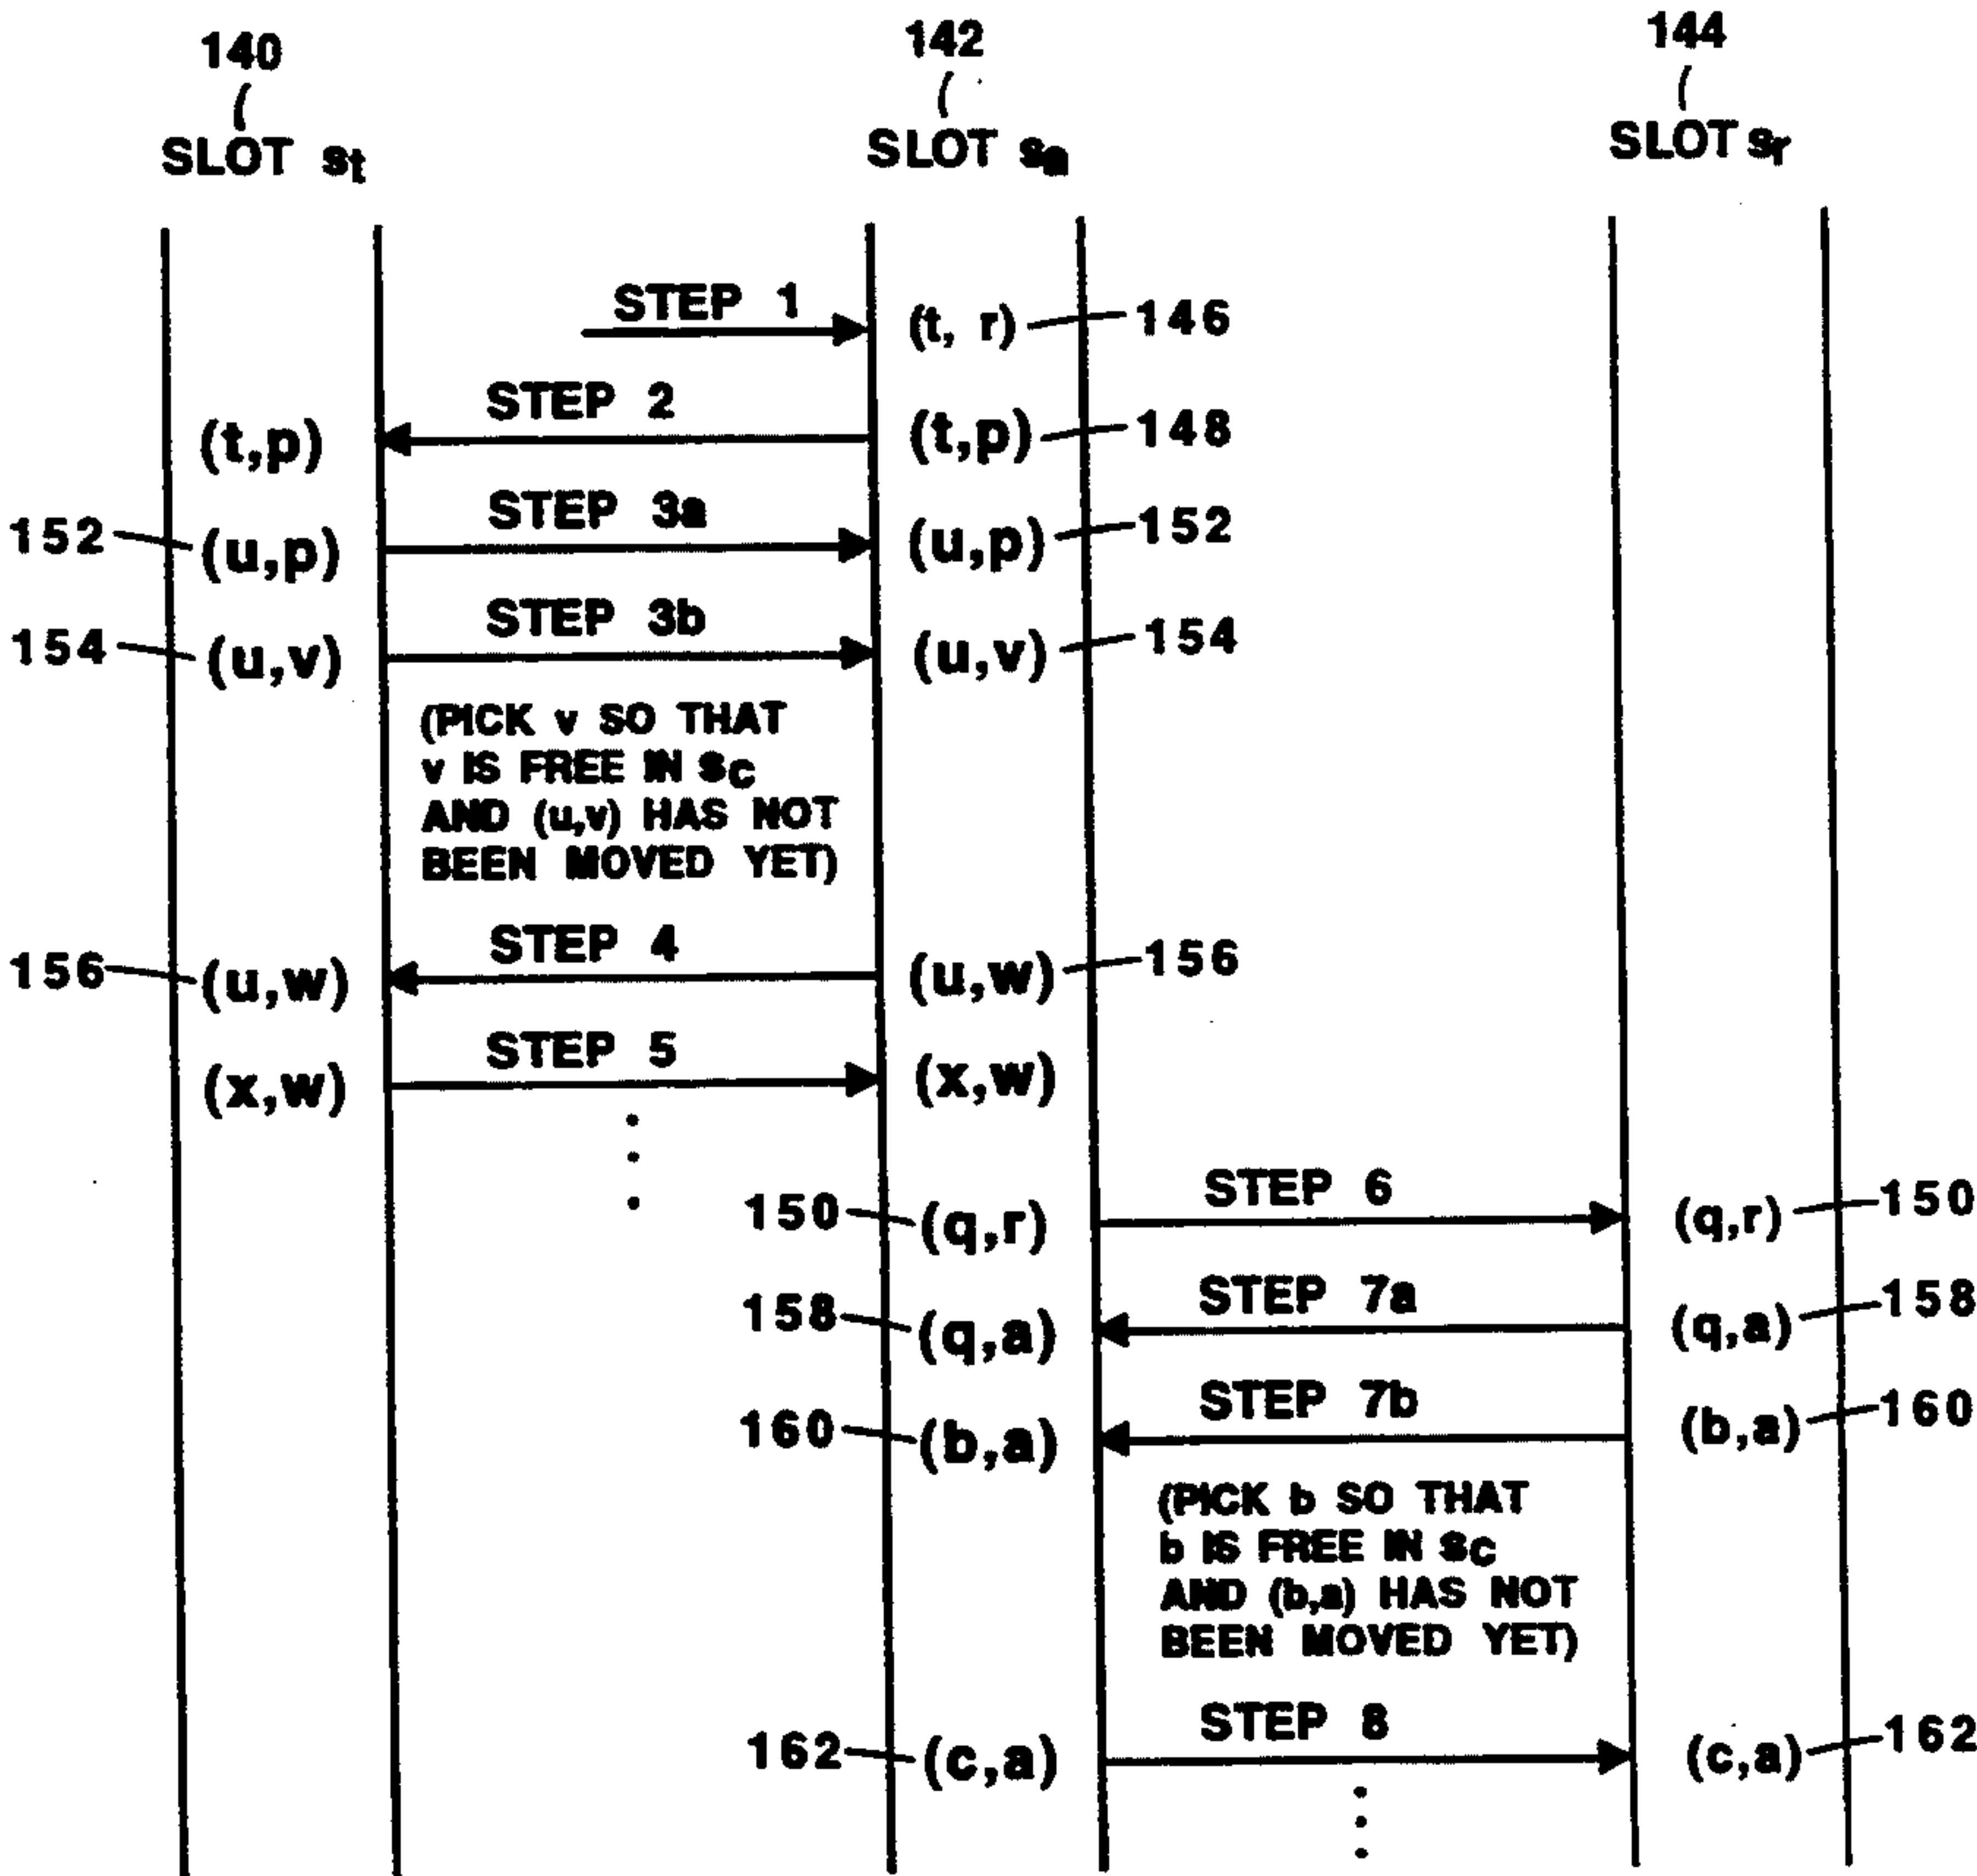 140 142 144
SLOT st SLOT sa SLOT sr
STEP 1 (t, r) 146
(t,p) STEP 2 (t,p) 148
152 (u,p) STEP 3a (u,p) 152
154 (u,v) STEP 3b (u,v) 154
(PICK v SO THAT
v IS FREE IN sc
AND (u,v) HAS NOT
BEEN MOVED YET)
156 (u,w) STEP 4 (u,w) 156
(x,w) STEP 5 (x,w)
150 (q,r) STEP 6 (q,r) 150
158 (q,a) STEP 7a (q,a) 158
160 (b,a) STEP 7b (b,a) 160
(PICK b SO THAT
b IS FREE IN sc
AND (b,a) HAS NOT
BEEN MOVED YET)
162 (c,a) STEP 8 (c,a) 162